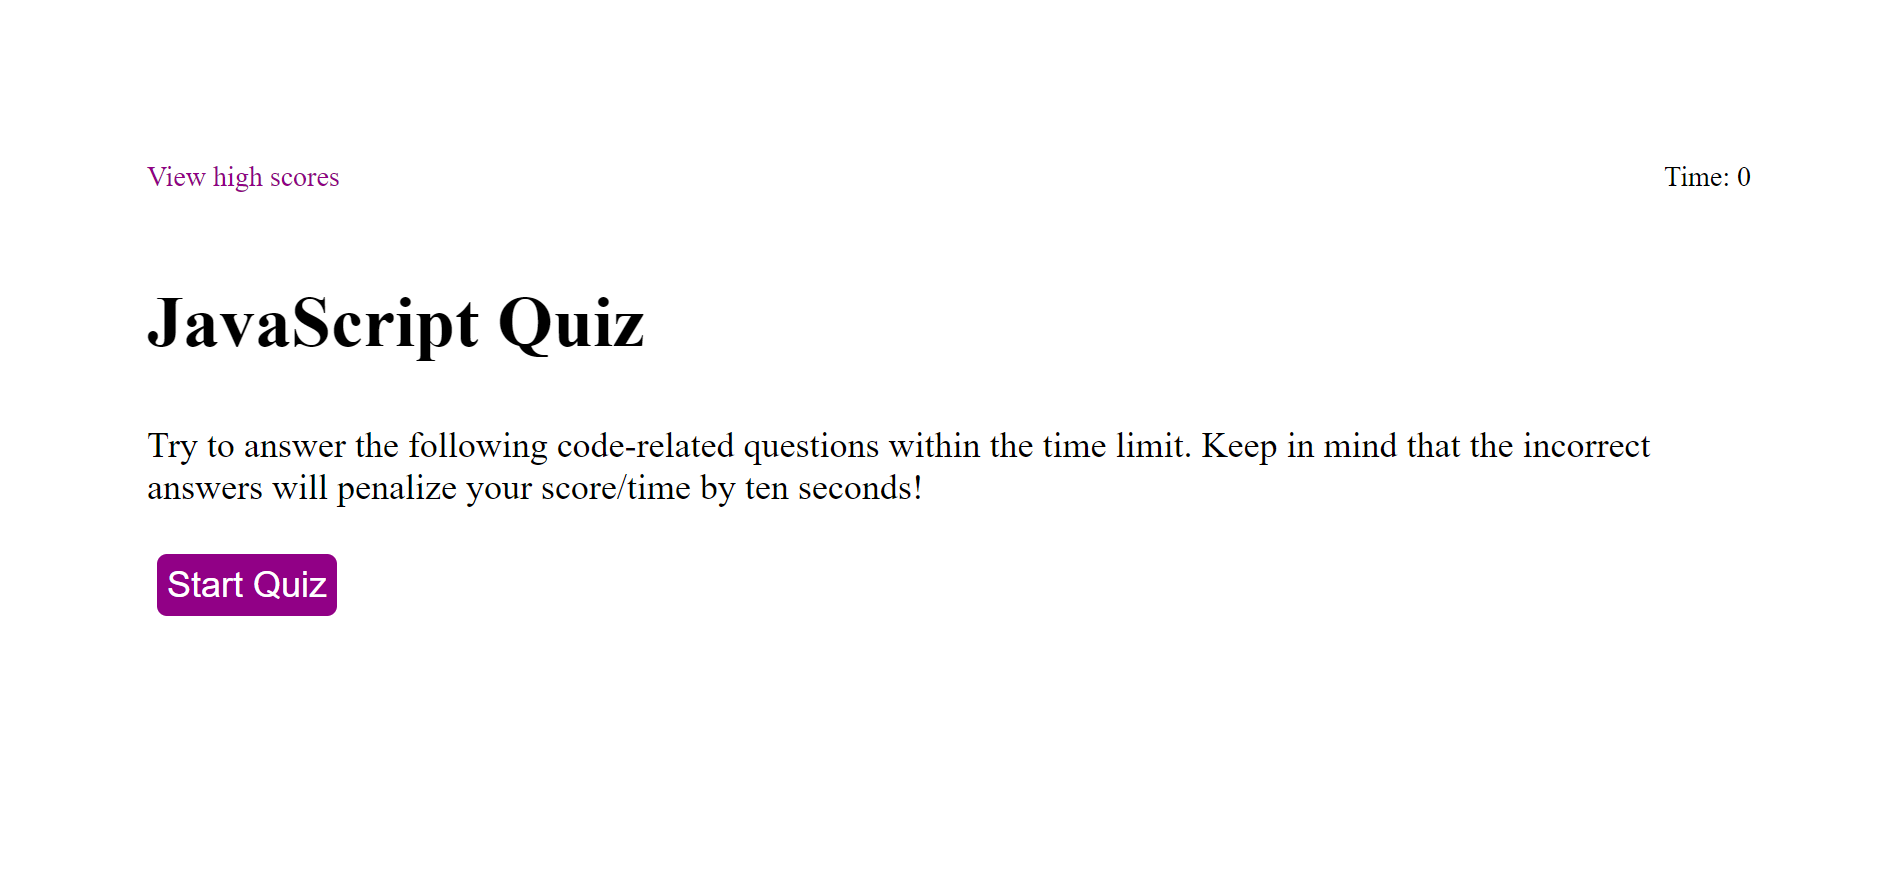 View high scores
Time: 0
JavaScript Quiz
Try to answer the following code-related questions within the time limit. Keep in mind that the incorrect
answers will penalize your score/time by ten seconds!
Start Quiz